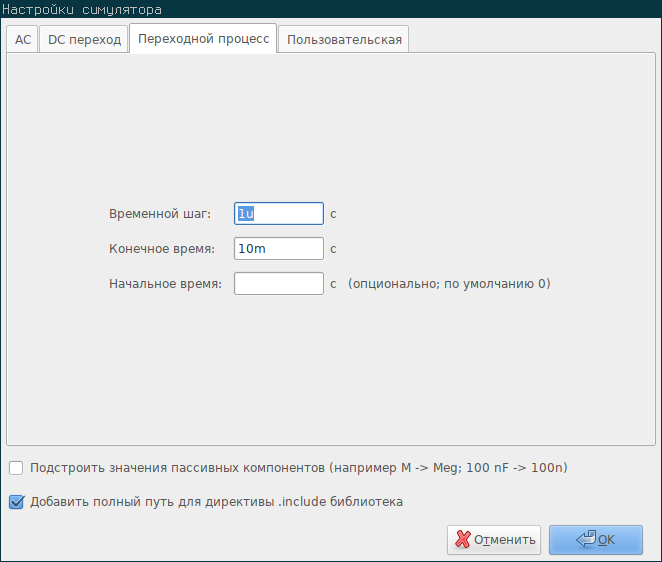 Настройки симулятора
AC DC переход Переходной процесс Пользовательская
Временной шаг: 1u с
Конечное время: 10m с
Начальное время: с (опционально; по умолчанию 0)
Подстроить значения пассивных компонентов (например M -> Meg; 100 nF -> 100n)
Добавить полный путь для директивы .include библиотека
Отменить OK